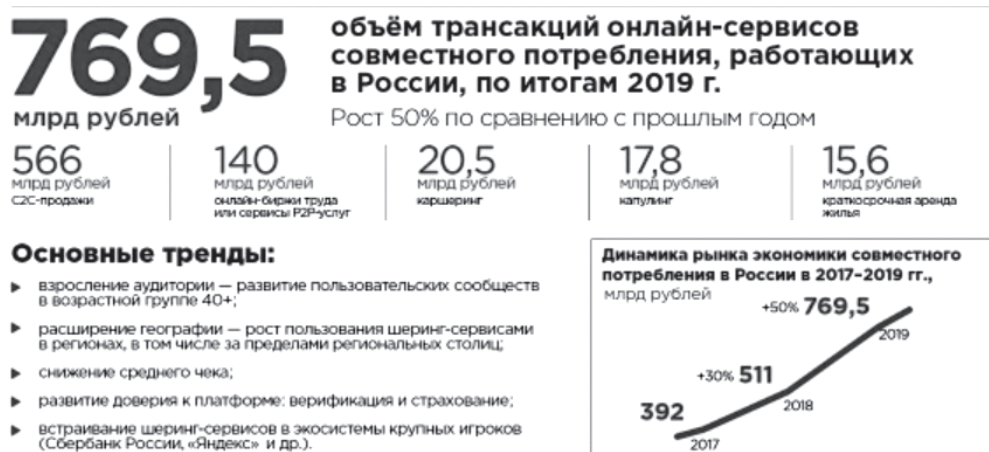 769,5
млрд рублей
объём трансакций онлайн-сервисов
совместного потребления, работающих
в России, по итогам 2019 г.
Рост 50% по сравнению с прошлым годом
566
млрд рублей
C2C-продажи
140
млрд рублей
онлайн-биржи труда
или сервисы P2P-услуг
20,5
млрд рублей
каршеринг
17,8
млрд рублей
капулинг
15,6
млрд рублей
краткосрочная аренда
жилья
Основные тренды:
взросление аудитории — развитие пользовательских сообществ
в возрастной группе 40+;
расширение географии — рост пользования шеринг-сервисами
в регионах, в том числе за пределами региональных столиц;
снижение среднего чека;
развитие доверия к платформе: верификация и страхование;
встраивание шеринг-сервисов в экосистемы крупных игроков
(Сбербанк России, «Яндекс» и др.).
Динамика рынка экономики совместного
потребления в России в 2017–2019 гг.,
млрд рублей
+50% 769,5
2019
+30% 511
2018
392
2017